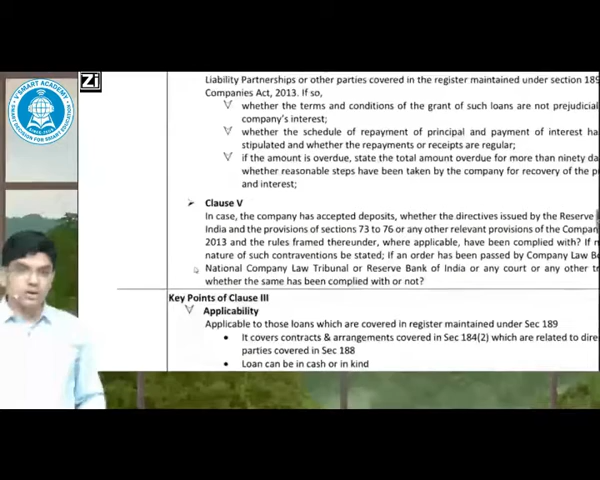 Zi
V SMART ACADEMY
SMART DECISION FOR SMART EDUCATION
Liability Partnerships or other parties covered in the register maintained under section 189
Companies Act, 2013. If so,
whether the terms and conditions of the grant of such loans are not prejudicial
company's interest;
whether the schedule of repayment of principal and payment of interest ha
stipulated and whether the repayments or receipts are regular;
if the amount is overdue, state the total amount overdue for more than ninety da
whether reasonable steps have been taken by the company for recovery of the p
and interest;
➤ Clause V
In case, the company has accepted deposits, whether the directives issued by the Reserve
India and the provisions of sections 73 to 76 or any other relevant provisions of the Compan
2013 and the rules framed thereunder, where applicable, have been complied with? If n
nature of such contraventions be stated; If an order has been passed by Company Law B
National Company Law Tribunal or Reserve Bank of India or any court or any other t
whether the same has been complied with or not?
Key Points of Clause III
Applicability
Applicable to those loans which are covered in register maintained under Sec 189
• It covers contracts & arrangements covered in Sec 184(2) which are related to dire
parties covered in Sec 188
• Loan can be in cash or in kind